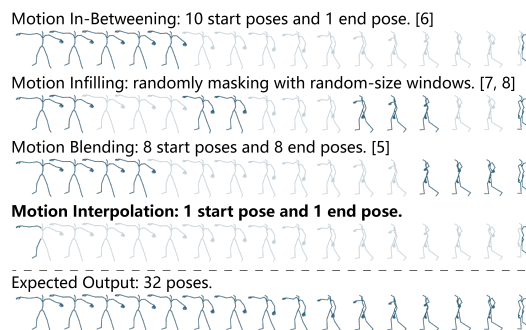 Motion In-Betweening: 10 start poses and 1 end pose. [6]
Motion Infilling: randomly masking with random-size windows. [7, 8]
Motion Blending: 8 start poses and 8 end poses. [5]
Motion Interpolation: 1 start pose and 1 end pose.
Expected Output: 32 poses.